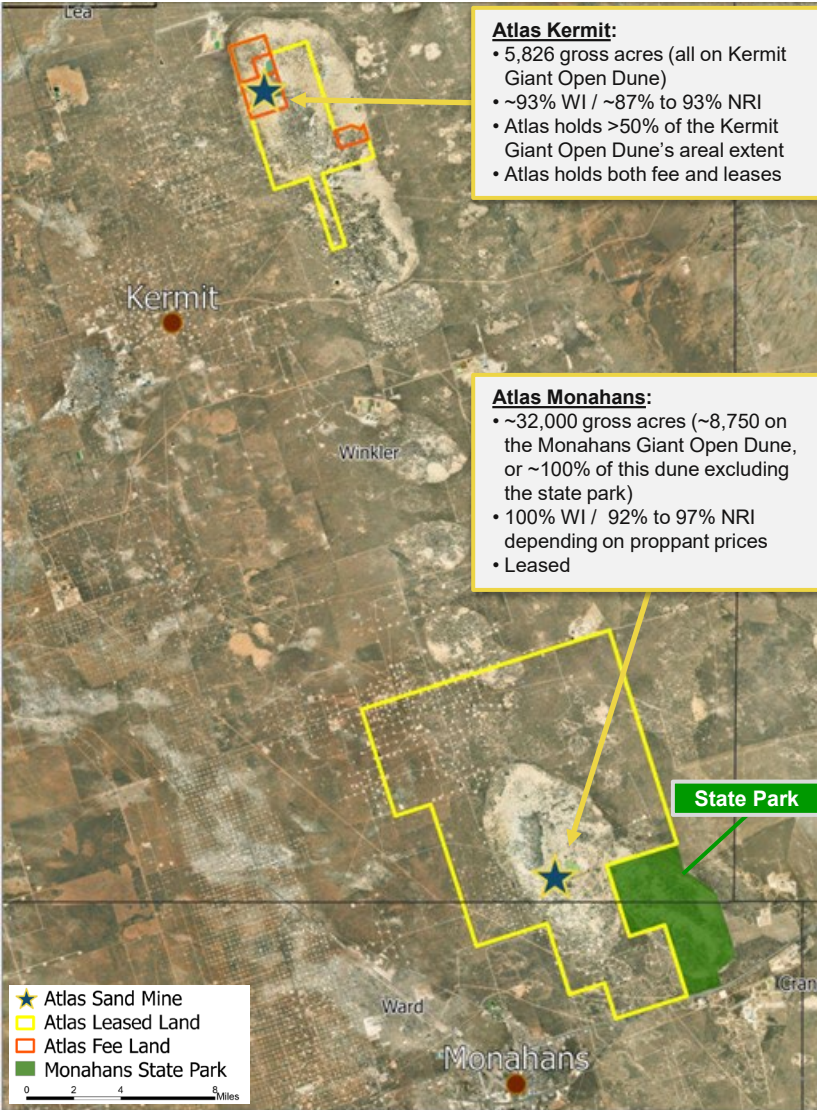 Lea
Atlas Kermit:
• 5,826 gross acres (all on Kermit
Giant Open Dune)
• ~93% WI / ~87% to 93% NRI
• Atlas holds >50% of the Kermit
Giant Open Dune's areal extent
• Atlas holds both fee and leases
Kermit
Winkler
Atlas Monahans:
• ~32,000 gross acres (~8,750 on
the Monahans Giant Open Dune,
or ~100% of this dune excluding
the state park)
• 100% WI / 92% to 97% NRI
depending on proppant prices
• Leased
State Park
Cran
Ward
Monahans
Atlas Sand Mine
Atlas Leased Land
Atlas Fee Land
Monahans State Park
0 2 4 8 Miles